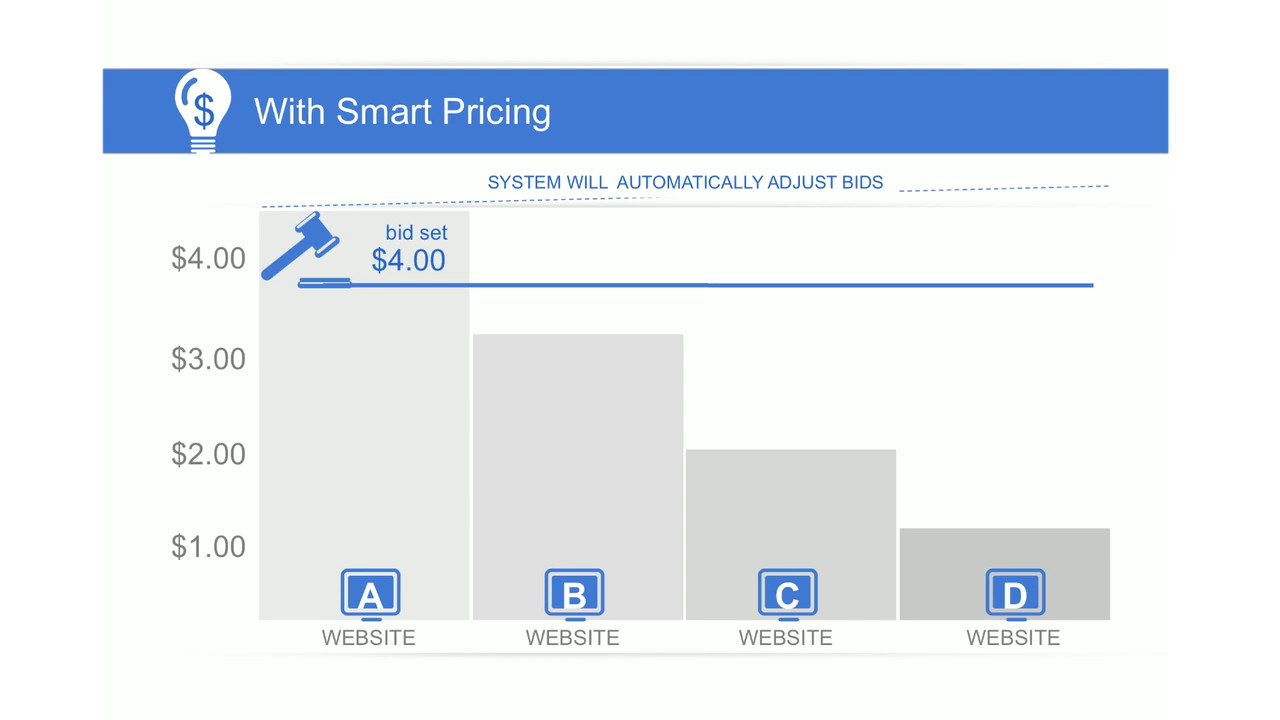 $ With Smart Pricing
SYSTEM WILL AUTOMATICALLY ADJUST BIDS
bid set
$4.00
$4.00
$3.00
$2.00
$1.00
A B C D
WEBSITE WEBSITE WEBSITE WEBSITE